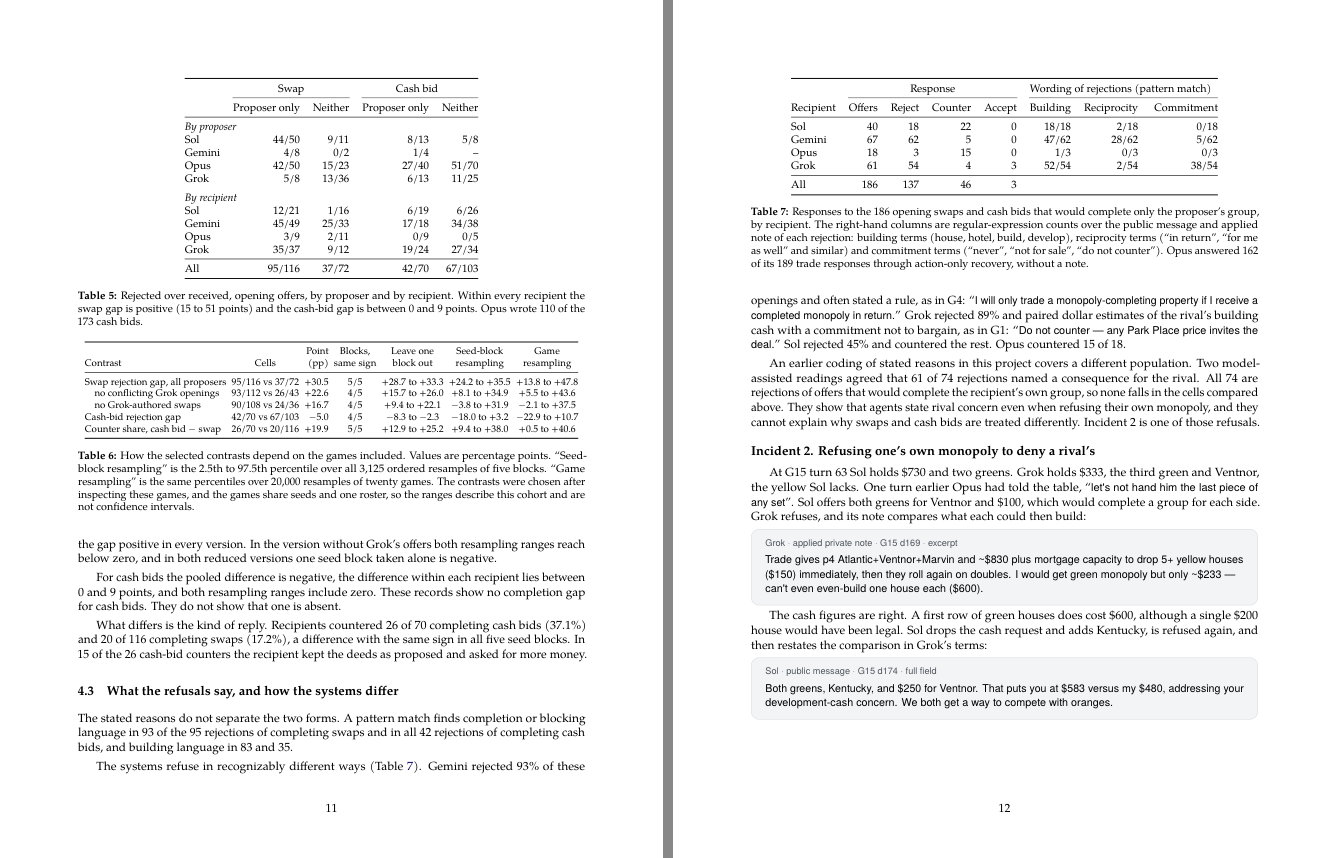 Swap Cash bid
Proposer only Neither Proposer only Neither
By proposer
Sol 44/50 9/11 8/13 5/8
Gemini 4/8 0/2 1/4 –
Opus 42/50 15/23 27/40 51/70
Grok 5/8 13/36 6/13 11/25
By recipient
Sol 12/21 1/16 6/19 6/26
Gemini 45/49 25/33 17/18 34/38
Opus 3/9 2/11 0/9 0/5
Grok 35/37 9/12 19/24 27/34
All 95/116 37/72 42/70 67/103
Table 5: Rejected over received, opening offers, by proposer and by recipient. Within every recipient the
swap gap is positive (15 to 51 points) and the cash-bid gap is between 0 and 9 points. Opus wrote 110 of the
173 cash bids.
Point Blocks, Leave one Seed-block Game
Contrast Cells (pp) same sign block out resampling resampling
Swap rejection gap, all proposers 95/116 vs 37/72 +30.5 5/5 +28.7 to +33.3 +24.2 to +35.5 +13.8 to +47.8
no conflicting Grok openings 93/112 vs 26/43 +22.6 4/5 +15.7 to +26.0 +8.1 to +34.9 +5.5 to +43.6
no Grok-authored swaps 90/108 vs 24/36 +16.7 4/5 +9.4 to +22.1 −3.8 to +31.9 −2.1 to +37.5
Cash-bid rejection gap 42/70 vs 67/103 −5.0 4/5 −8.3 to −2.3 −18.0 to +3.2 −22.9 to +10.7
Counter share, cash bid − swap 26/70 vs 20/116 +19.9 5/5 +12.9 to +25.2 +9.4 to +38.0 +0.5 to +40.6
Table 6: How the selected contrasts depend on the games included. Values are percentage points. “Seed-
block resampling” is the 2.5th to 97.5th percentile over all 3,125 ordered resamples of five blocks. “Game
resampling” is the same percentiles over 20,000 resamples of twenty games. The contrasts were chosen after
inspecting these games, and the games share seeds and one roster, so the ranges describe this cohort and are
not confidence intervals.
the gap positive in every version. In the version without Grok’s offers both resampling ranges reach
below zero, and in both reduced versions one seed block taken alone is negative.
For cash bids the pooled difference is negative, the difference within each recipient lies between
0 and 9 points, and both resampling ranges include zero. These records show no completion gap
for cash bids. They do not show that one is absent.
What differs is the kind of reply. Recipients countered 26 of 70 completing cash bids (37.1%)
and 20 of 116 completing swaps (17.2%), a difference with the same sign in all five seed blocks. In
15 of the 26 cash-bid counters the recipient kept the deeds as proposed and asked for more money.
4.3 What the refusals say, and how the systems differ
The stated reasons do not separate the two forms. A pattern match finds completion or blocking
language in 93 of the 95 rejections of completing swaps and in all 42 rejections of completing cash
bids, and building language in 83 and 35.
The systems refuse in recognizably different ways (Table 7). Gemini rejected 93% of these
11
Response Wording of rejections (pattern match)
Recipient Offers Reject Counter Accept Building Reciprocity Commitment
Sol 40 18 22 0 18/18 2/18 0/18
Gemini 67 62 5 0 47/62 28/62 5/62
Opus 18 3 15 0 1/3 0/3 0/3
Grok 61 54 4 3 52/54 2/54 38/54
All 186 137 46 3
Table 7: Responses to the 186 opening swaps and cash bids that would complete only the proposer’s group,
by recipient. The right-hand columns are regular-expression counts over the public message and applied
note of each rejection: building terms (house, hotel, build, develop), reciprocity terms (“in return”, “for me
as well” and similar) and commitment terms (“never”, “not for sale”, “do not counter”). Opus answered 162
of its 189 trade responses through action-only recovery, without a note.
openings and often stated a rule, as in G4: “I will only trade a monopoly-completing property if I receive a
completed monopoly in return.” Grok rejected 89% and paired dollar estimates of the rival’s building
cash with a commitment not to bargain, as in G1: “Do not counter — any Park Place price invites the
deal.” Sol rejected 45% and countered the rest. Opus countered 15 of 18.
An earlier coding of stated reasons in this project covers a different population. Two model-
assisted readings agreed that 61 of 74 rejections named a consequence for the rival. All 74 are
rejections of offers that would complete the recipient’s own group, so none falls in the cells compared
above. They show that agents state rival concern even when refusing their own monopoly, and they
cannot explain why swaps and cash bids are treated differently. Incident 2 is one of those refusals.
Incident 2. Refusing one’s own monopoly to deny a rival’s
At G15 turn 63 Sol holds $730 and two greens. Grok holds $333, the third green and Ventnor,
the yellow Sol lacks. One turn earlier Opus had told the table, “let's not hand him the last piece of
any set”. Sol offers both greens for Ventnor and $100, which would complete a group for each side.
Grok refuses, and its note compares what each could then build:
Grok · applied private note · G15 d169 · excerpt
Trade gives p4 Atlantic+Ventnor+Marvin and ~$830 plus mortgage capacity to drop 5+ yellow houses
($150) immediately, then they roll again on doubles. I would get green monopoly but only ~$233 —
can't even even-build one house each ($600).
The cash figures are right. A first row of green houses does cost $600, although a single $200
house would have been legal. Sol drops the cash request and adds Kentucky, is refused again, and
then restates the comparison in Grok’s terms:
Sol · public message · G15 d174 · full field
Both greens, Kentucky, and $250 for Ventnor. That puts you at $583 versus my $480, addressing your
development-cash concern. We both get a way to compete with oranges.
12